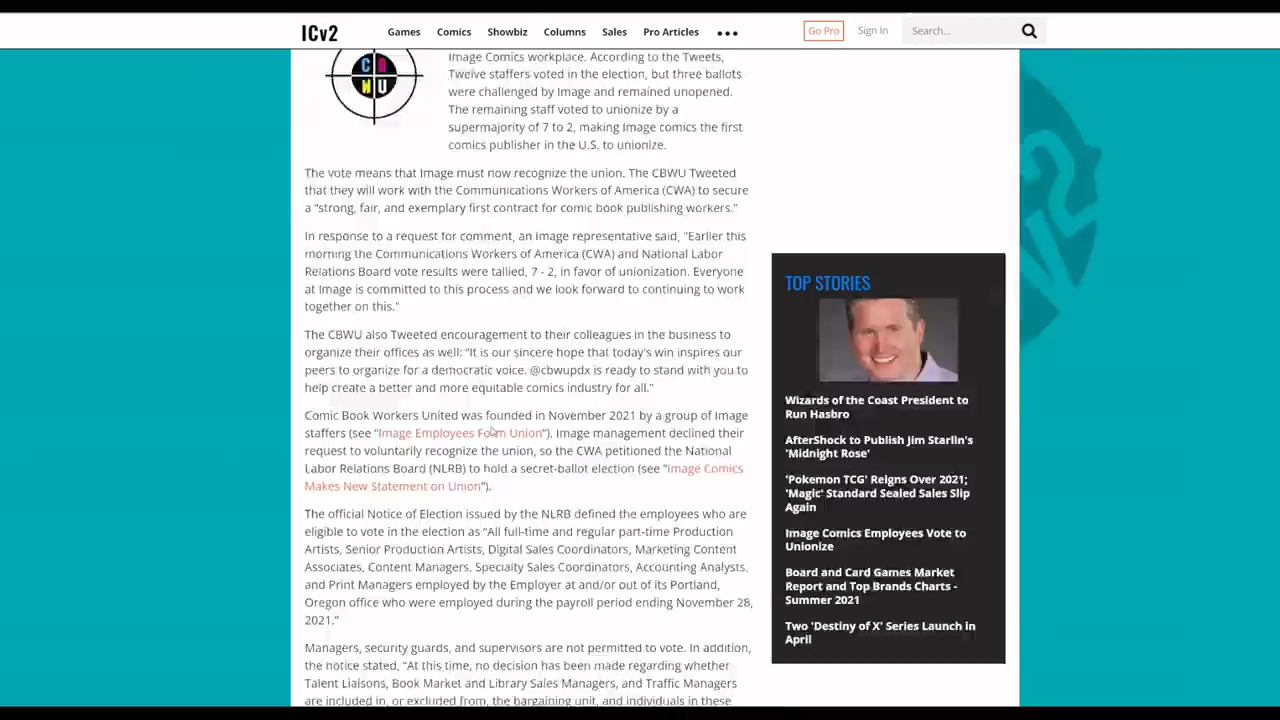 ICv2
Games Comics Showbiz Columns Sales Pro Articles Go Pro Sign In Search...
C B
W U
Image Comics workplace. According to the Tweets,
Twelve staffers voted in the election, but three ballots
were challenged by Image and remained unopened.
The remaining staff voted to unionize by a
supermajority of 7 to 2, making Image comics the first
comics publisher in the U.S. to unionize.
The vote means that Image must now recognize the union. The CBWU Tweeted
that they will work with the Communications Workers of America (CWA) to secure
a “strong, fair, and exemplary first contract for comic book publishing workers.”
In response to a request for comment, an Image representative said, “Earlier this
morning the Communications Workers of America (CWA) and National Labor
Relations Board vote results were tallied, 7 - 2, in favor of unionization. Everyone
at Image is committed to this process and we look forward to continuing to work
together on this.”
The CBWU also Tweeted encouragement to their colleagues in the business to
organize their offices as well: “It is our sincere hope that today's win inspires our
peers to organize for a democratic voice. @cbwupdx is ready to stand with you to
help create a better and more equitable comics industry for all.”
Comic Book Workers United was founded in November 2021 by a group of Image
staffers (see “Image Employees Form Union”). Image management declined their
request to voluntarily recognize the union, so the CWA petitioned the National
Labor Relations Board (NLRB) to hold a secret-ballot election (see “Image Comics
Makes New Statement on Union”).
The official Notice of Election issued by the NLRB defined the employees who are
eligible to vote in the election as “All full-time and regular part-time Production
Artists, Senior Production Artists, Digital Sales Coordinators, Marketing Content
Associates, Content Managers, Specialty Sales Coordinators, Accounting Analysts,
and Print Managers employed by the Employer at and/or out of its Portland,
Oregon office who were employed during the payroll period ending November 28,
2021.”
Managers, security guards, and supervisors are not permitted to vote. In addition,
the notice stated, “At this time, no decision has been made regarding whether
Talent Liaisons, Book Market and Library Sales Managers, and Traffic Managers
are included in, or excluded from, the bargaining unit, and individuals in these
TOP STORIES
Wizards of the Coast President to
Run Hasbro
AfterShock to Publish Jim Starlin's
'Midnight Rose'
'Pokemon TCG' Reigns Over 2021;
'Magic' Standard Sealed Sales Slip
Again
Image Comics Employees Vote to
Unionize
Board and Card Games Market
Report and Top Brands Charts -
Summer 2021
Two 'Destiny of X' Series Launch in
April